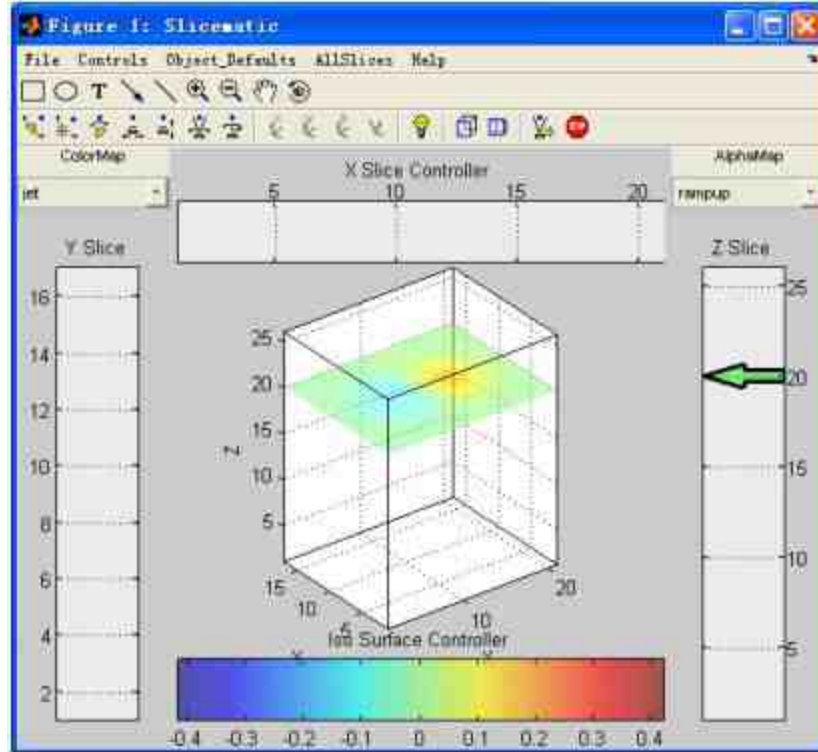 Figure 1: Slicematic
File Controls Object_Defaults AllSlices Help
T
STOP
ColorMap
jet
X Slice Controller
5 10 15 20
AlphaMap
rampup
Y Slice
16
14
12
10
8
6
4
2
Z Slice
25
20
15
10
5
Z
25
20
15
10
5
15
10
5
10
20
Iso Surface Controller
-0.4 -0.3 -0.2 -0.1 0 0.1 0.2 0.3 0.4